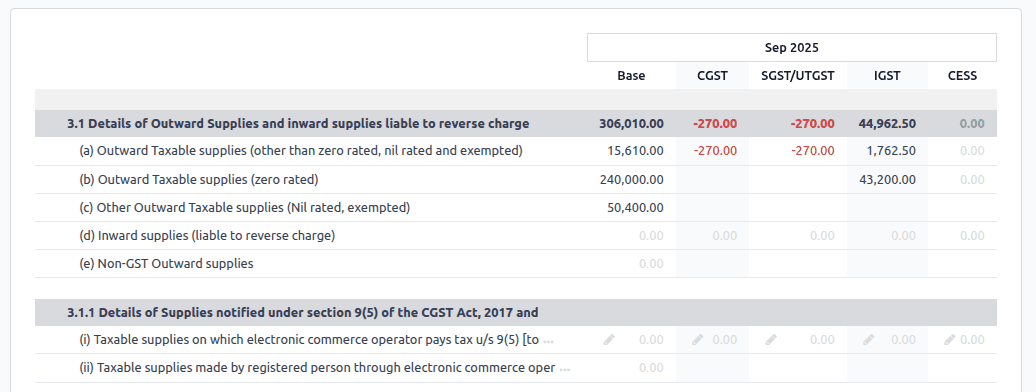 Sep 2025
Base CGST SGST/UTGST IGST CESS
3.1 Details of Outward Supplies and inward supplies liable to reverse charge 306,010.00 -270.00 -270.00 44,962.50 0.00
(a) Outward Taxable supplies (other than zero rated, nil rated and exempted) 15,610.00 -270.00 -270.00 1,762.50 0.00
(b) Outward Taxable supplies (zero rated) 240,000.00 43,200.00 0.00
(c) Other Outward Taxable supplies (Nil rated, exempted) 50,400.00
(d) Inward supplies (liable to reverse charge) 0.00 0.00 0.00 0.00 0.00
(e) Non-GST Outward supplies 0.00
3.1.1 Details of Supplies notified under section 9(5) of the CGST Act, 2017 and
(i) Taxable supplies on which electronic commerce operator pays tax u/s 9(5) [to ... 0.00 0.00 0.00 0.00 0.00
(ii) Taxable supplies made by registered person through electronic commerce oper ... 0.00